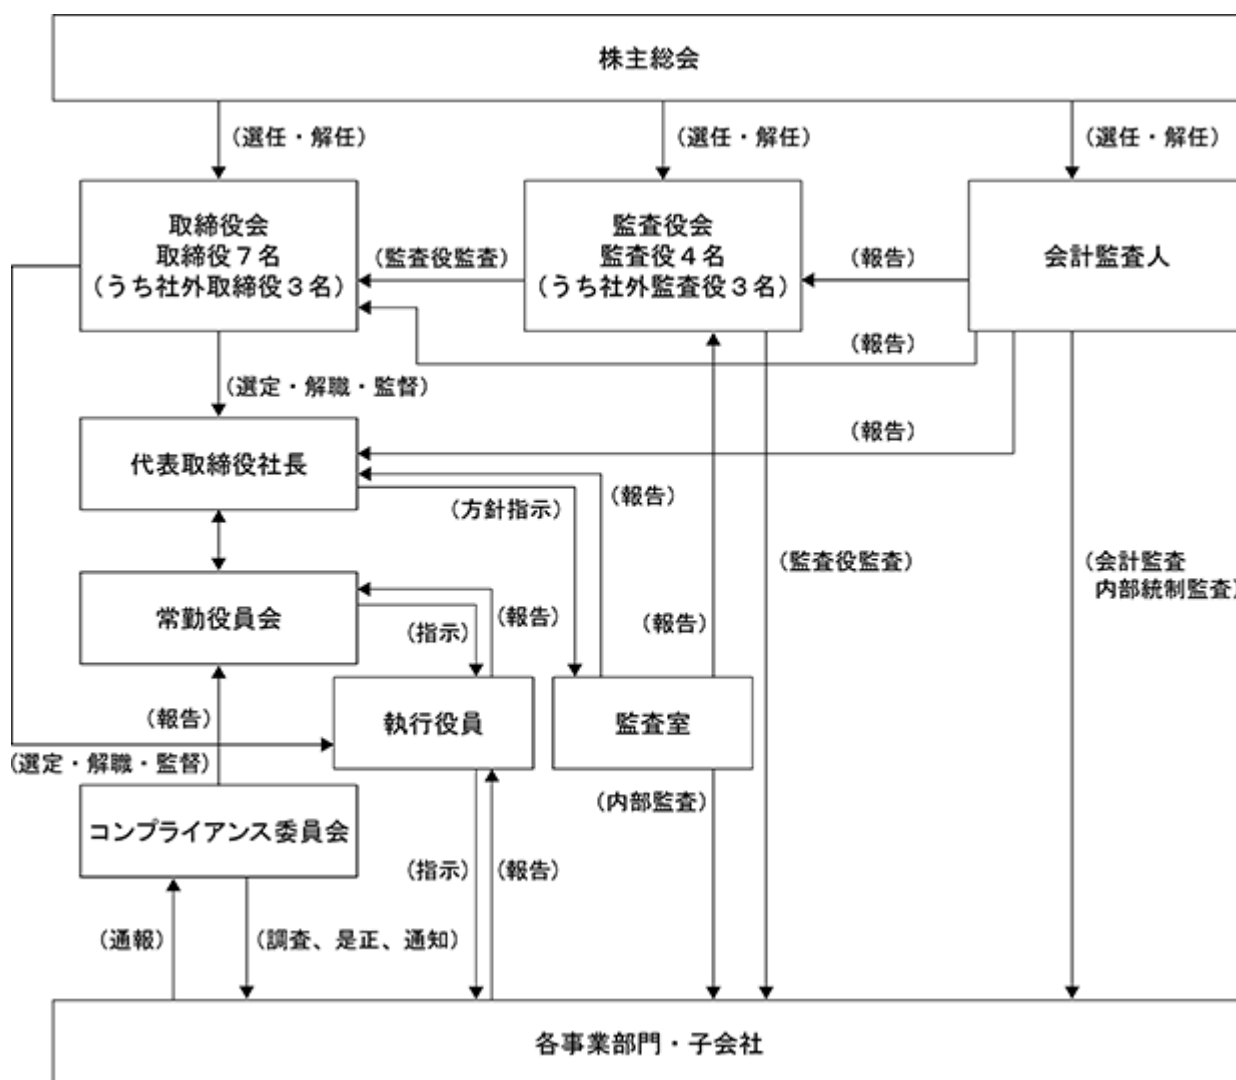 株主総会
(選任・解任)
(選任・解任)
(選任・解任)
取締役会
取締役7名
(うち社外取締役3名)
(監査役監査)
監査役会
監査役4名
(うち社外監査役3名)
(報告)
会計監査人
(報告)
(選定・解職・監督)
(報告)
代表取締役社長
(方針指示)
(報告)
(監査役監査)
(会計監査
内部統制監査)
常勤役員会
(指示)
(報告)
(報告)
執行役員
監査室
(報告)
(選定・解職・監督)
(内部監査)
コンプライアンス委員会
(指示)
(報告)
(通報)
(調査、是正、通知)
各事業部門・子会社